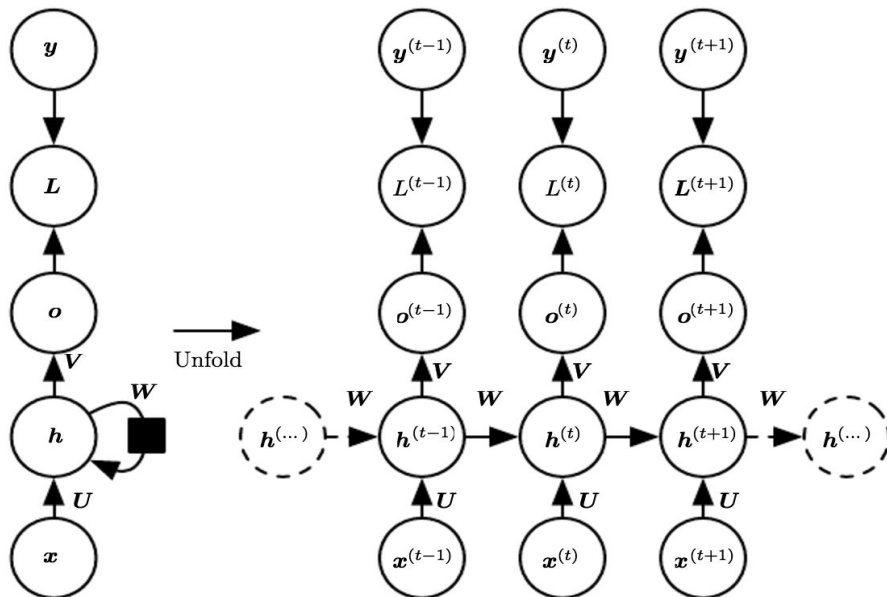 y y^(t−1) y^(t) y^(t+1)
L L^(t−1) L^(t) L^(t+1)
o o^(t−1) o^(t) o^(t+1)
Unfold
V V V V
W W W W W
h h^(...) h^(t−1) h^(t) h^(t+1) h^(...)
U U U U
x x^(t−1) x^(t) x^(t+1)